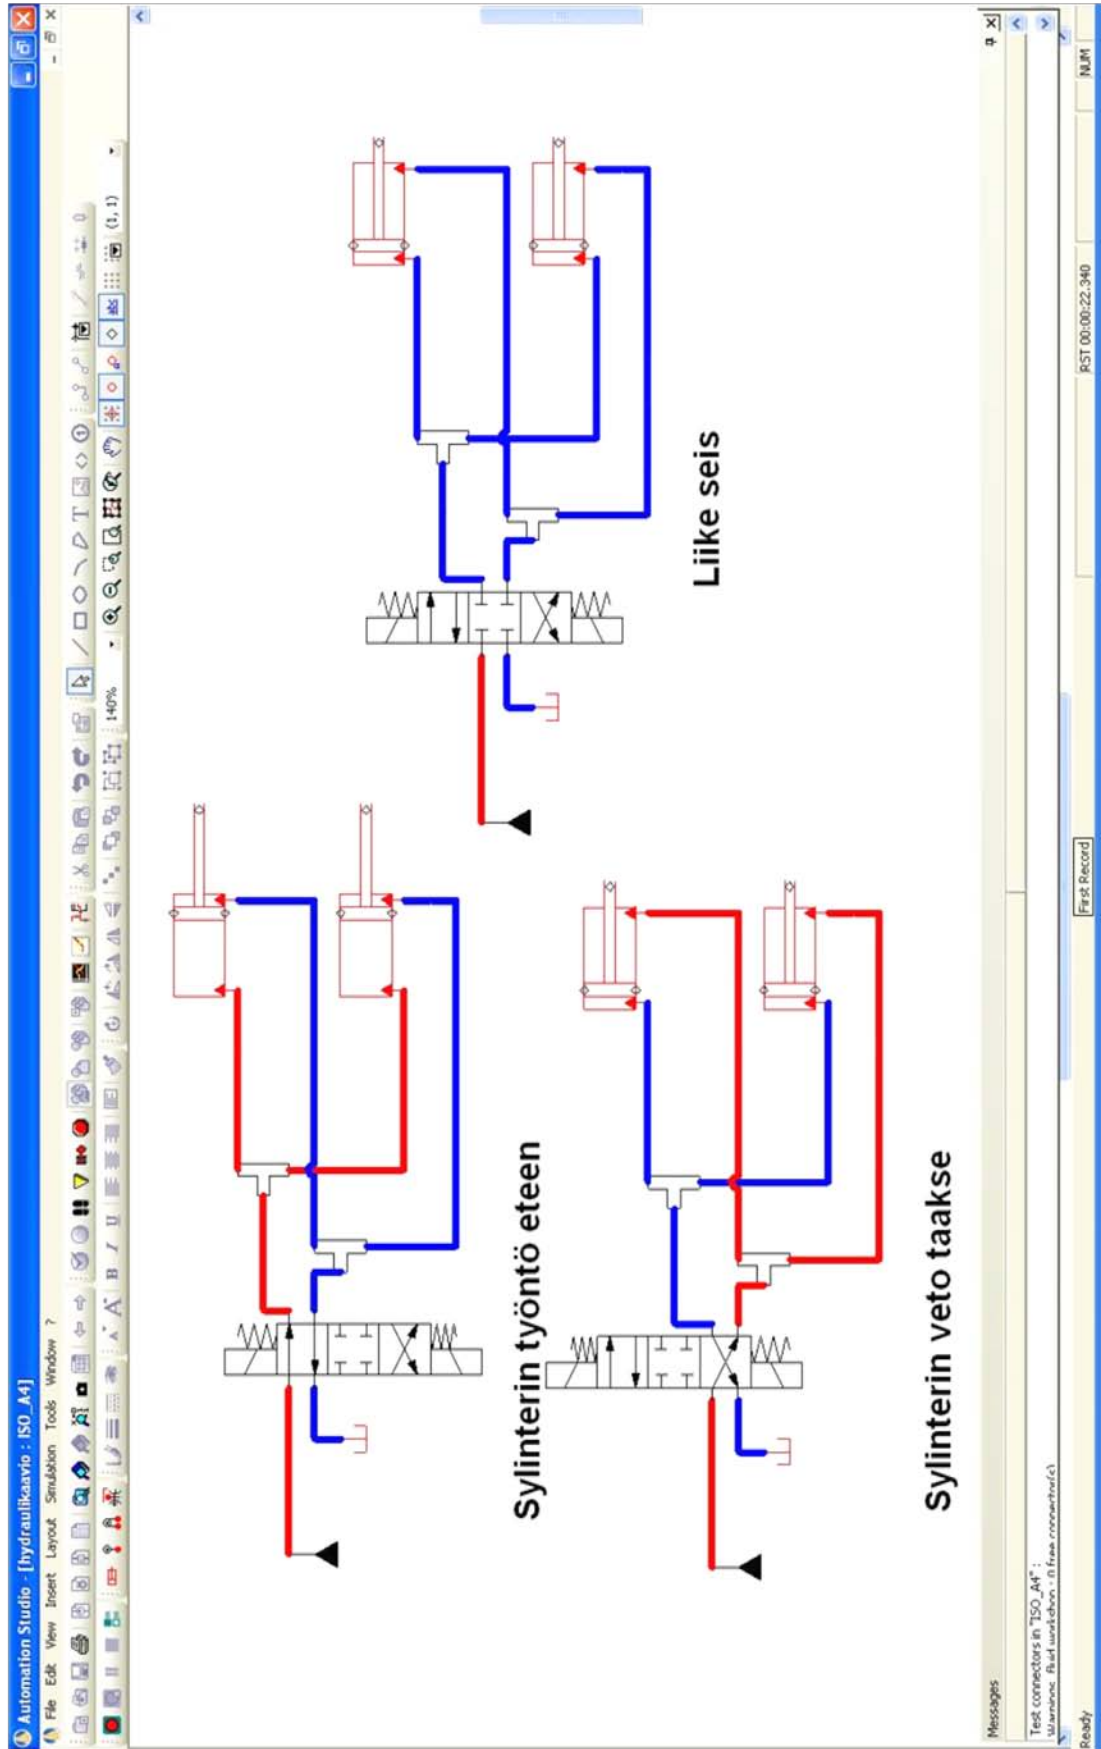 Automation Studio - [hydraulikaavio : ISO_A4]
File Edit View Insert Layout Simulation Tools Window ?
B I U
140%
(1, 1)
Sylinterin työntö eteen
Liike seis
Sylinterin veto taakse
Messages
Test connectors in "ISO_A4" :
Ready
First Record
RST 00:00:22.340
NUM